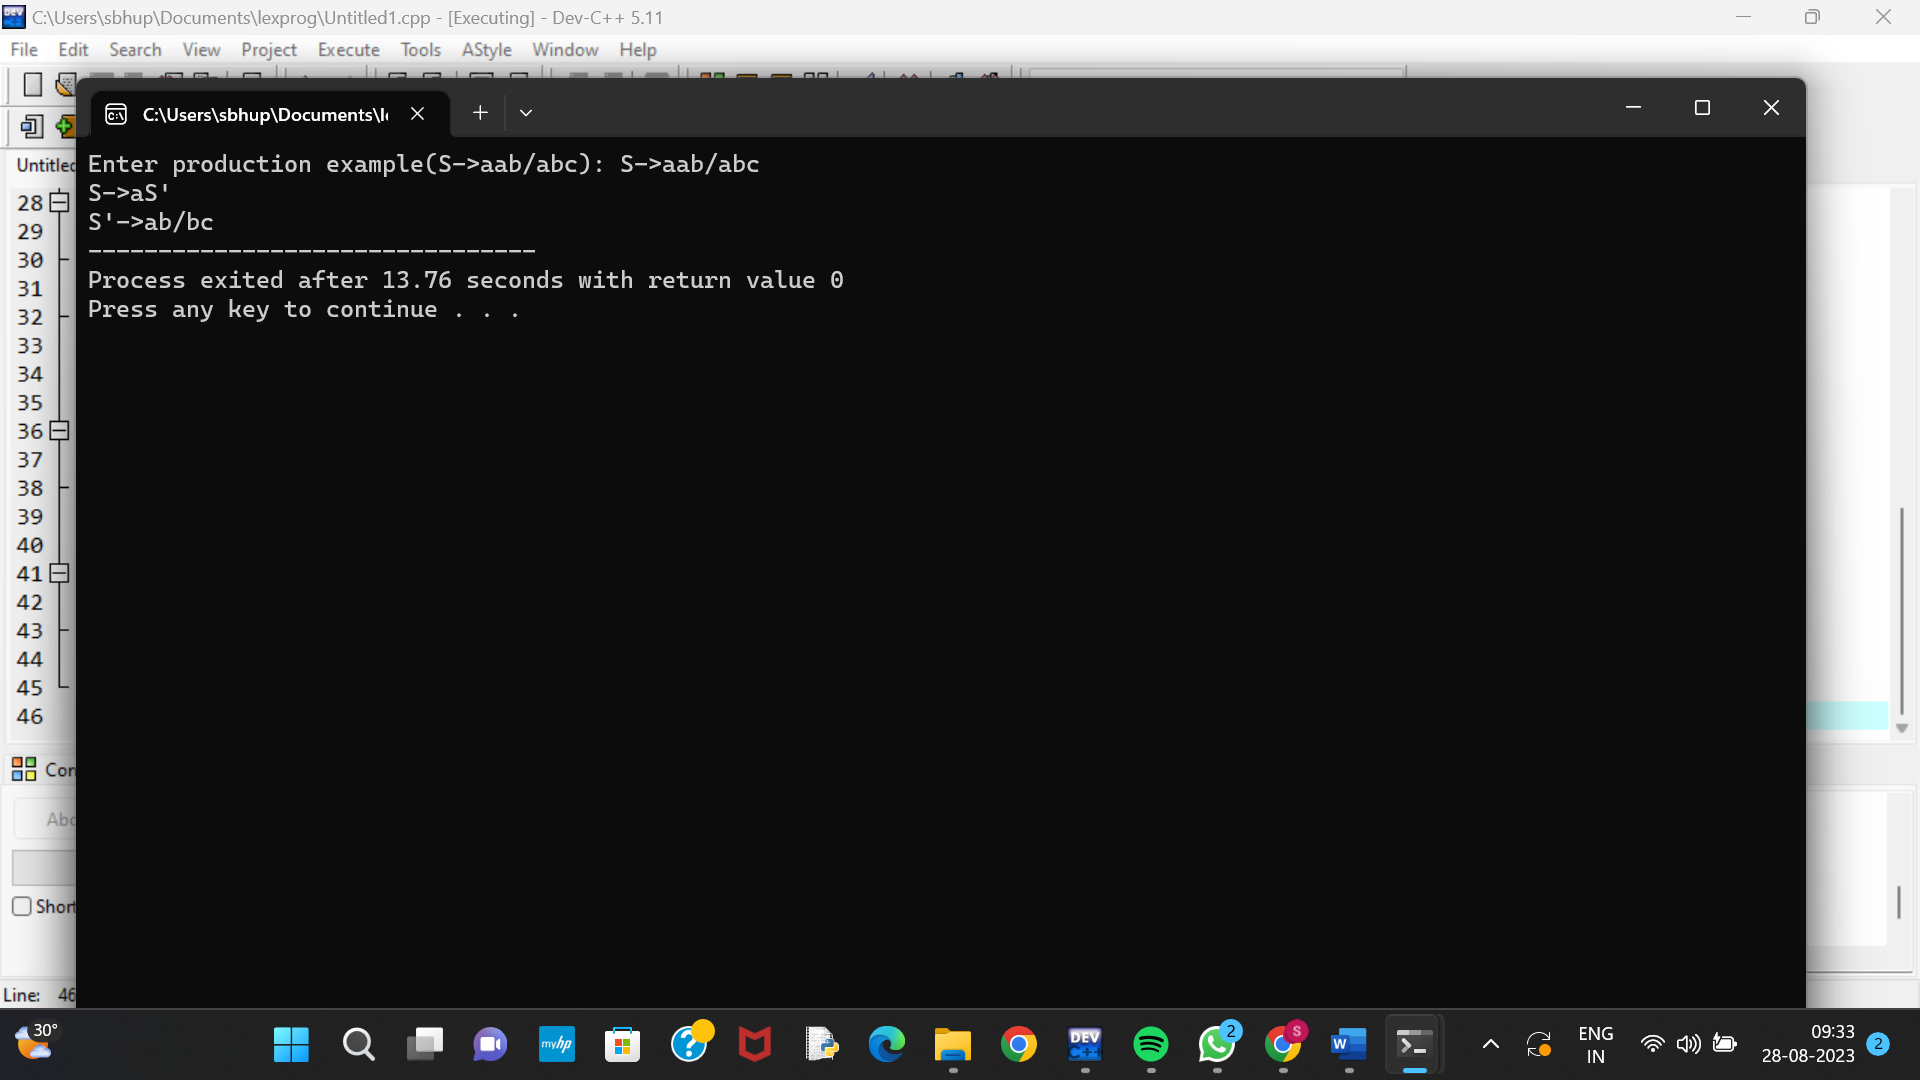 C:\Users\sbhup\Documents\lexprog\Untitled1.cpp - [Executing] - Dev-C++ 5.11
File Edit Search View Project Execute Tools AStyle Window Help
C:\Users\sbhup\Documents\l
Enter production example(S->aab/abc): S->aab/abc
S->aS'
S'->ab/bc
--------------------------------
Process exited after 13.76 seconds with return value 0
Press any key to continue . . .
Untitled
28
29
30
31
32
33
34
35
36
37
38
39
40
41
42
43
44
45
46
Con
Abo
Short
Line: 46
30°
myhp
DEV
C++
2
S
W
ENG
IN
09:33
28-08-2023
2